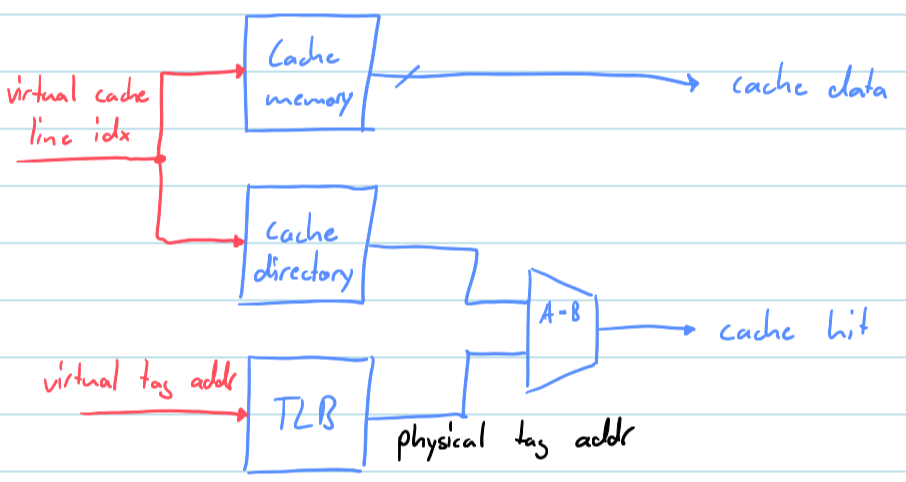 Cache
memory
cache data
virtual cache
line idx
cache
directory
A-B
cache hit
virtual tag addr
TLB
physical tag addr